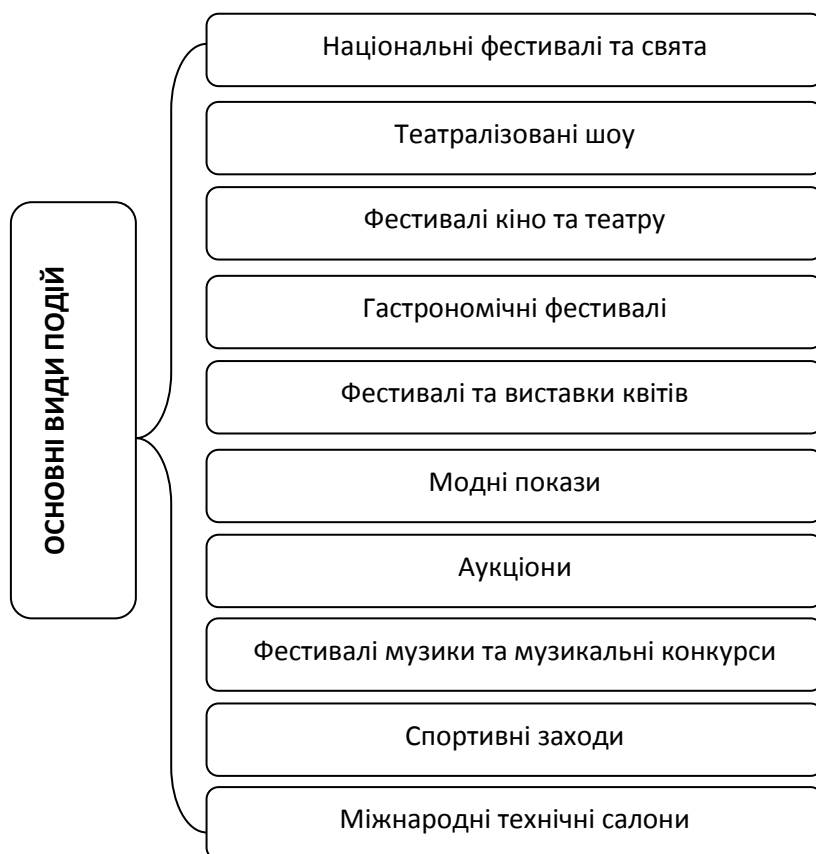 ОСНОВНІ ВИДИ ПОДІЙ
Національні фестивалі та свята
Театралізовані шоу
Фестивалі кіно та театру
Гастрономічні фестивалі
Фестивалі та виставки квітів
Модні покази
Аукціони
Фестивалі музики та музикальні конкурси
Спортивні заходи
Міжнародні технічні салони